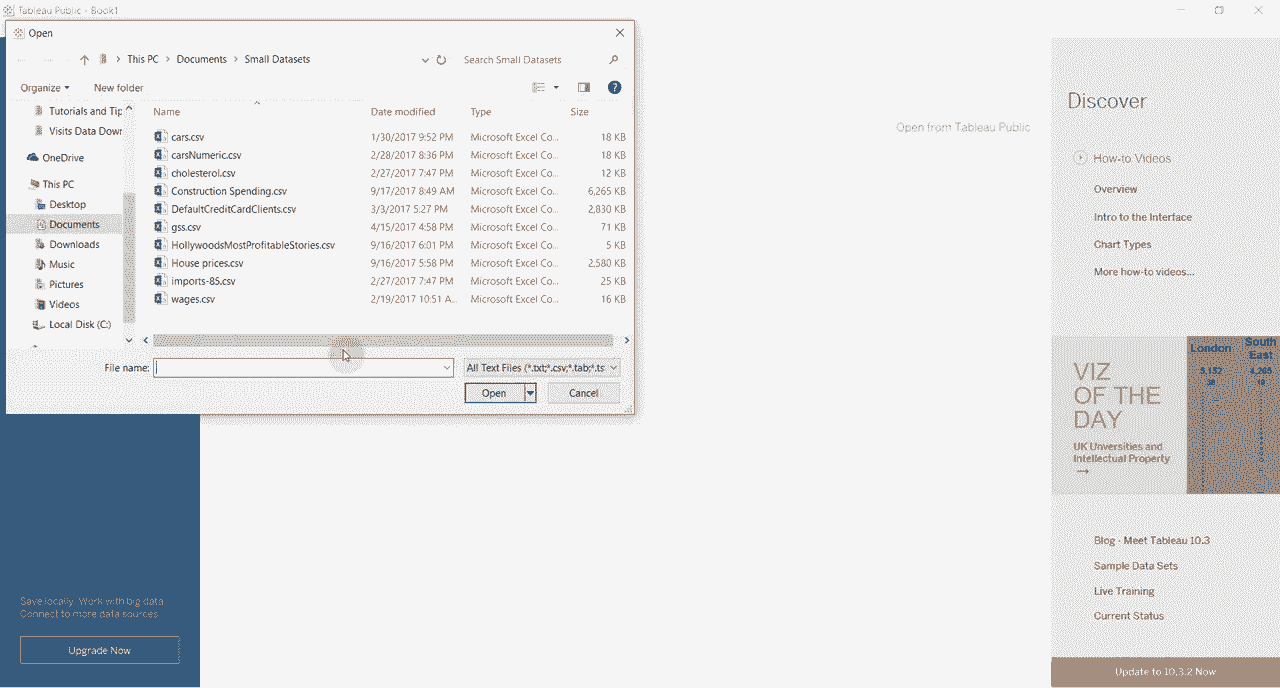 Tableau Public - Book1
Open
This PC > Documents > Small Datasets
Search Small Datasets
Organize
New folder
Tutorials and Tip
Visits Data Down
OneDrive
This PC
Desktop
Documents
Downloads
Music
Pictures
Videos
Local Disk (C:)
Name Date modified Type Size
cars.csv 1/30/2017 9:52 PM Microsoft Excel Co... 18 KB
carsNumeric.csv 2/28/2017 8:36 PM Microsoft Excel Co... 18 KB
cholesterol.csv 2/27/2017 7:47 PM Microsoft Excel Co... 12 KB
Construction Spending.csv 9/17/2017 8:49 AM Microsoft Excel Co... 6,265 KB
DefaultCreditCardClients.csv 3/3/2017 5:27 PM Microsoft Excel Co... 2,830 KB
gss.csv 4/15/2017 4:58 PM Microsoft Excel Co... 71 KB
HollywoodsMostProfitableStories.csv 9/16/2017 6:01 PM Microsoft Excel Co... 5 KB
House prices.csv 9/16/2017 5:58 PM Microsoft Excel Co... 2,580 KB
imports-85.csv 2/27/2017 7:47 PM Microsoft Excel Co... 25 KB
wages.csv 2/19/2017 10:51 A... Microsoft Excel Co... 16 KB
File name:
All Text Files (*.txt;*.csv;*.tab;*.ts
Open
Cancel
Save locally. Work with big data.
Connect to more data sources.
Upgrade Now
Open from Tableau Public
Discover
How-to Videos
Overview
Intro to the Interface
Chart Types
More how-to videos...
VIZ
OF THE
DAY
UK Unversities and
Intellectual Property
→
London
South
East
Blog - Meet Tableau 10.3
Sample Data Sets
Live Training
Current Status
Update to 10.3.2 Now